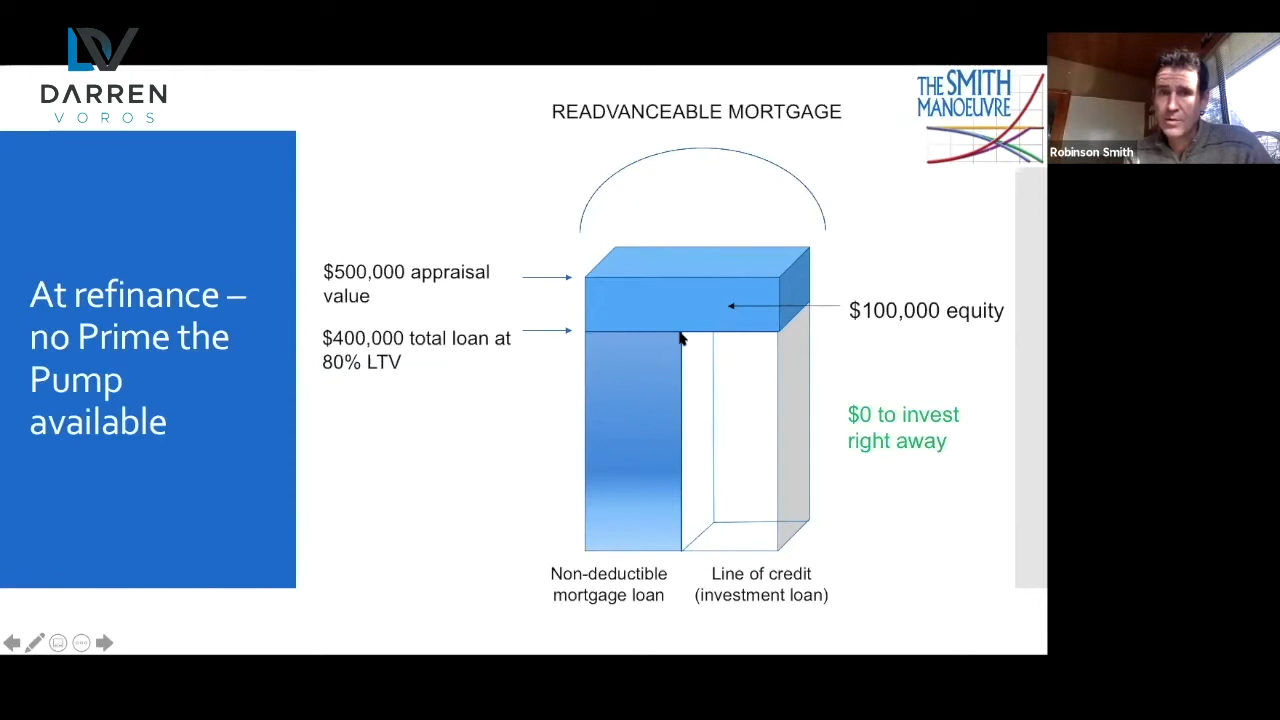 DARREN
VOROS
At refinance –
no Prime the
Pump
available
READVANCEABLE MORTGAGE
THE SMITH
MANOEUVRE
Robinson Smith
$500,000 appraisal
value
$400,000 total loan at
80% LTV
$100,000 equity
$0 to invest
right away
Non-deductible
mortgage loan
Line of credit
(investment loan)